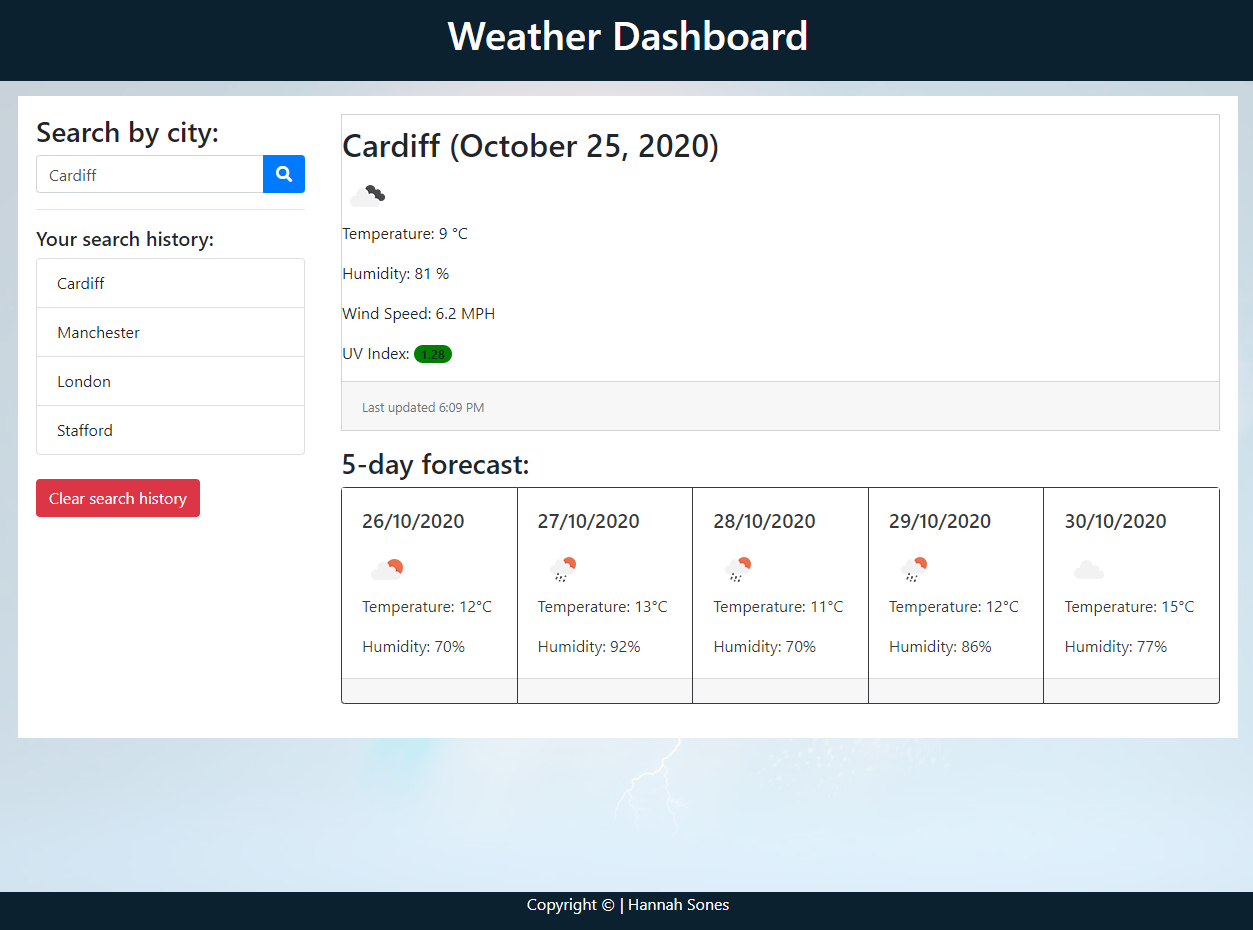 Weather Dashboard
Search by city:
Cardiff
Your search history:
Cardiff
Manchester
London
Stafford
Clear search history
Cardiff (October 25, 2020)
Temperature: 9 °C
Humidity: 81 %
Wind Speed: 6.2 MPH
UV Index: 1.28
Last updated 6:09 PM
5-day forecast:
26/10/2020
Temperature: 12°C
Humidity: 70%
27/10/2020
Temperature: 13°C
Humidity: 92%
28/10/2020
Temperature: 11°C
Humidity: 70%
29/10/2020
Temperature: 12°C
Humidity: 86%
30/10/2020
Temperature: 15°C
Humidity: 77%
Copyright © | Hannah Sones